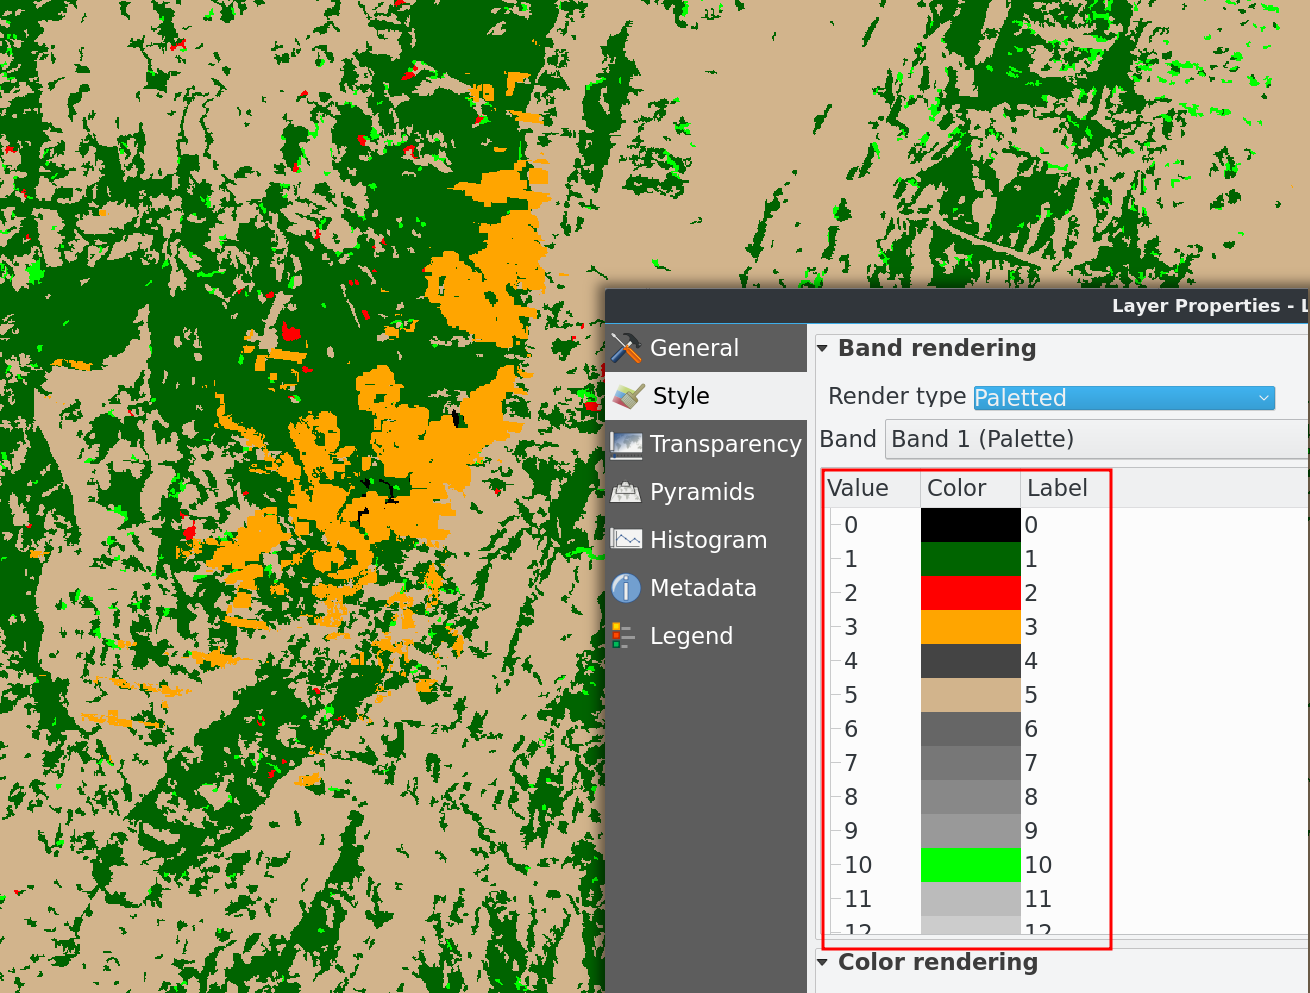 Layer Properties - L
General
Style
Transparency
Pyramids
Histogram
Metadata
Legend
Band rendering
Render type Paletted
Band Band 1 (Palette)
Value Color Label
0 0
1 1
2 2
3 3
4 4
5 5
6 6
7 7
8 8
9 9
10 10
11 11
12 12
Color rendering